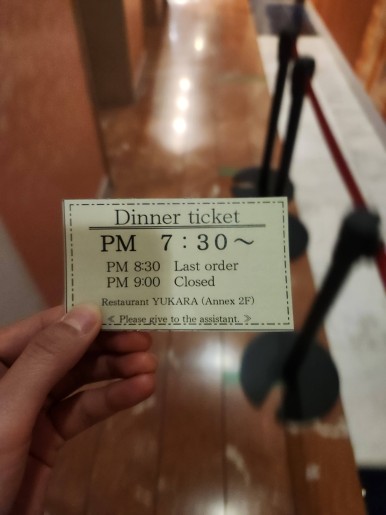 Dinner ticket
PM 7:30～
PM 8:30 Last order
PM 9:00 Closed
Restaurant YUKARA (Annex 2F)
≪ Please give to the assistant. ≫